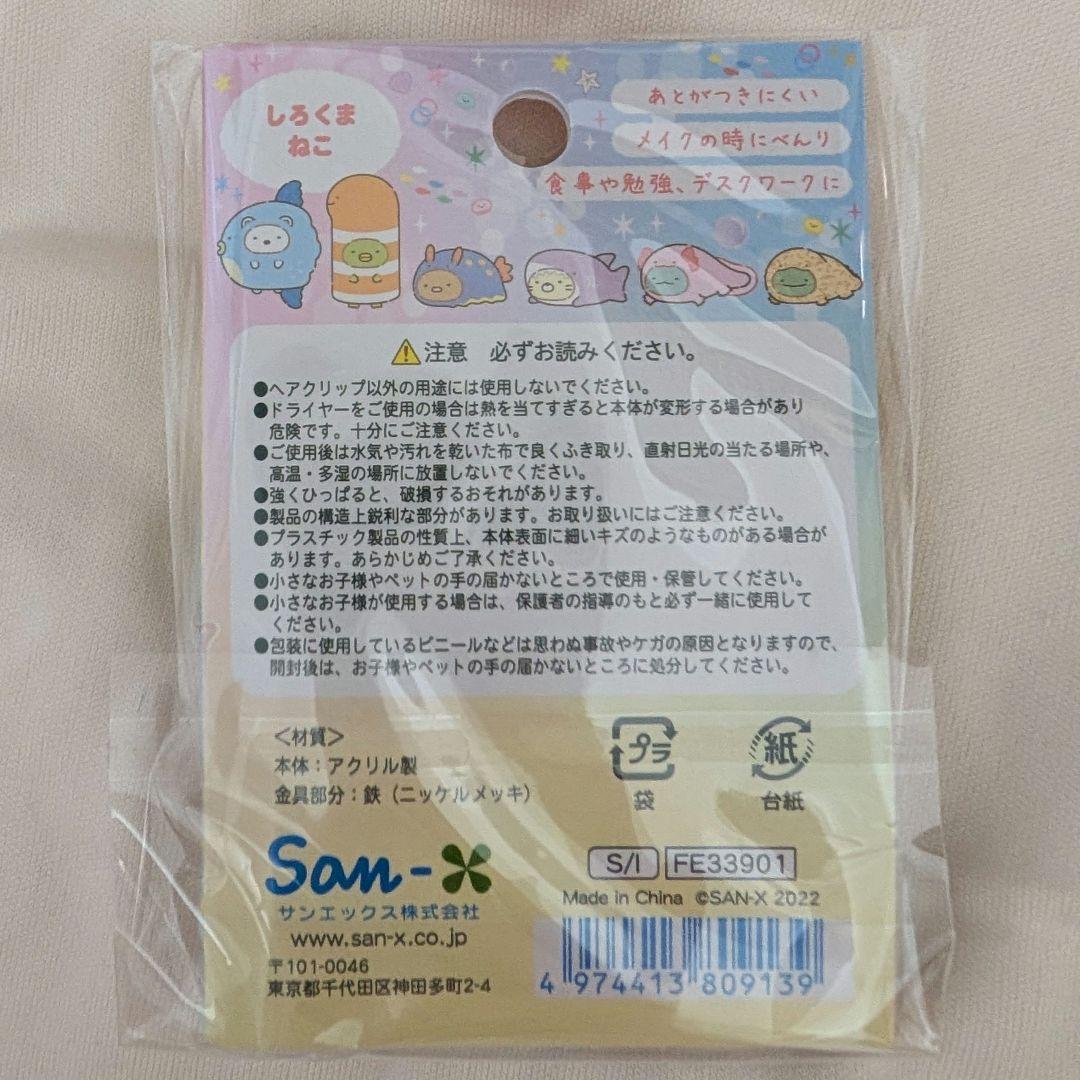 しろくま
ねこ
あとがつきにくい
メイクの時にべんり
食事や勉強、デスクワークに
注意　必ずお読みください。
●ヘアクリップ以外の用途には使用しないでください。
●ドライヤーをご使用の場合は熱を当てすぎると本体が変形する場合があり
危険です。十分にご注意ください。
●ご使用後は水気や汚れを乾いた布で良くふき取り、直射日光の当たる場所や、
高温・多湿の場所に放置しないでください。
●強くひっぱると、破損するおそれがあります。
●製品の構造上鋭利な部分があります。お取り扱いにはご注意ください。
●プラスチック製品の性質上、本体表面に細いキズのようなものがある場合が
あります。あらかじめご了承ください。
●小さなお子様やペットの手の届かないところで使用・保管してください。
●小さなお子様が使用する場合は、保護者の指導のもと必ず一緒に使用して
ください。
●包装に使用しているビニールなどは思わぬ事故やケガの原因となりますので、
開封後は、お子様やペットの手の届かないところに処分してください。
＜材質＞
本体：アクリル製
金具部分：鉄（ニッケルメッキ）
プラ
袋
紙
台紙
San-X
サンエックス株式会社
www.san-x.co.jp
〒101-0046
東京都千代田区神田多町2-4
S/I FE33901
Made in China ©SAN-X 2022
4 974413 809139